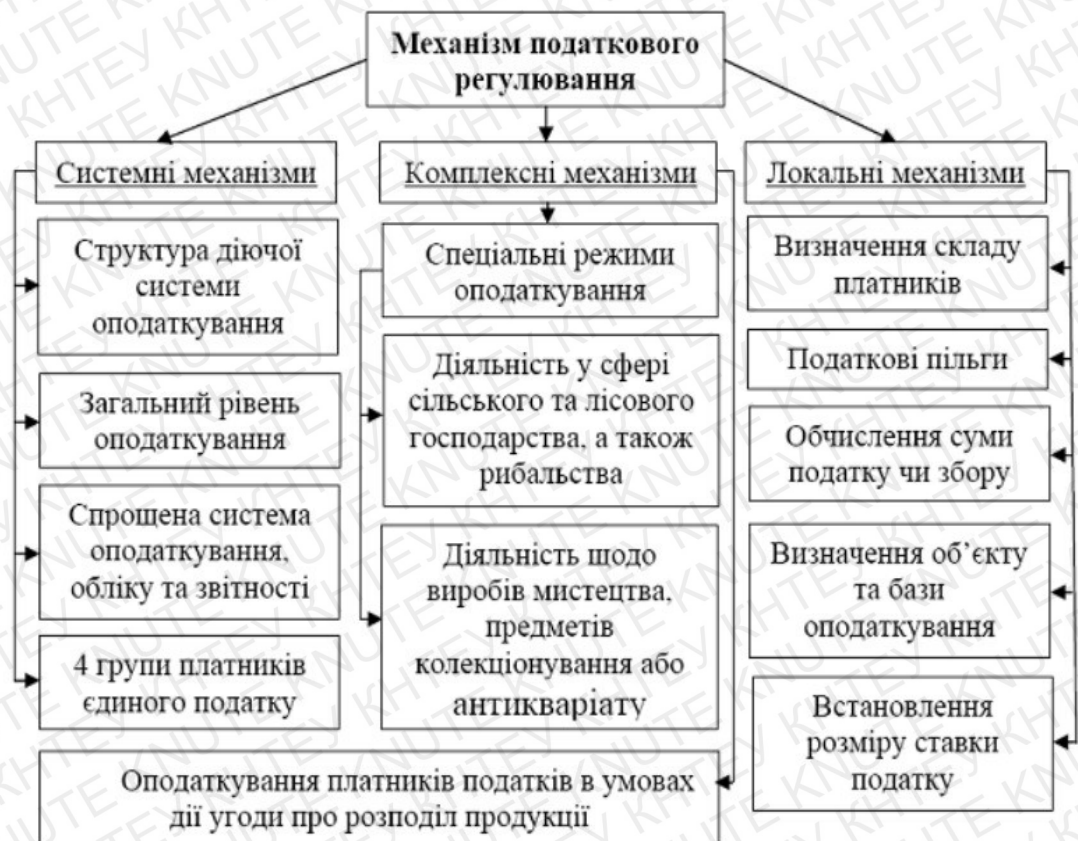 Механізм податкового
регулювання
Системні механізми
Структура діючої
системи
оподаткування
Загальний рівень
оподаткування
Спрощена система
оподаткування,
обліку та звітності
4 групи платників
єдиного податку
Комплексні механізми
Спеціальні режими
оподаткування
Діяльність у сфері
сільського та лісового
господарства, а також
рибальства
Діяльність щодо
виробів мистецтва,
предметів
колекціонування або
антикваріату
Оподаткування платників податків в умовах
дії угоди про розподіл продукції
Локальні механізми
Визначення складу
платників
Податкові пільги
Обчислення суми
податку чи збору
Визначення об’єкту
та бази
оподаткування
Встановлення
розміру ставки
податку